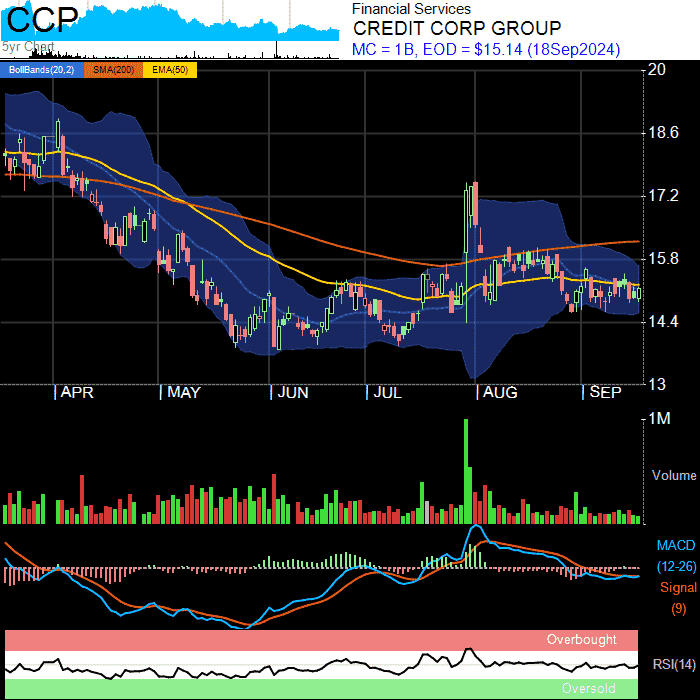 CCP
5yr Chart
Financial Services
CREDIT CORP GROUP
MC = 1B, EOD = $15.14 (18Sep2024)
BollBands(20,2) SMA(200) EMA(50)
20
18.6
17.2
15.8
14.4
13
APR MAY JUN JUL AUG SEP
1M
Volume
MACD
(12-26)
Signal
(9)
Overbought
RSI(14)
Oversold